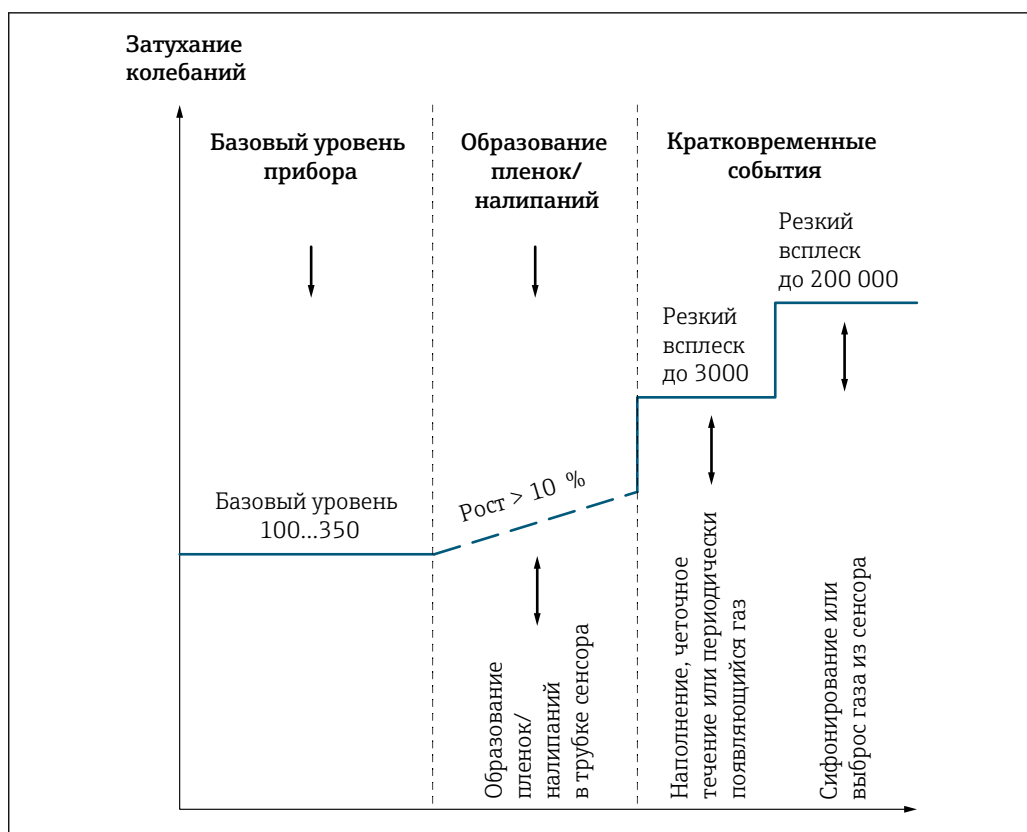 Затухание
колебаний
Базовый уровень
прибора
Образование
пленок/
налипаний
Кратковременные
события
Резкий
всплеск
до 200 000
Резкий
всплеск
до 3000
Базовый уровень
100...350
Рост > 10 %
Образование
пленок/
налипаний
в трубке сенсора
Наполнение, четочное
течение или периодически
появляющийся газ
Сифонирование или
выброс газа из сенсора